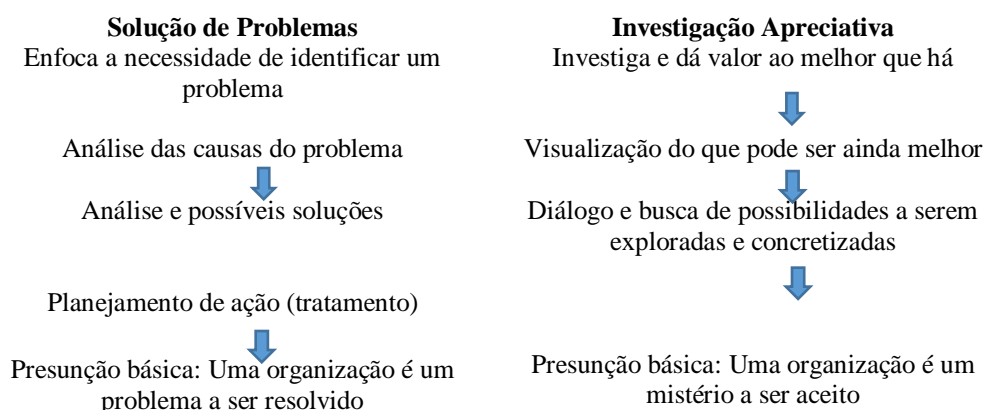 Solução de Problemas
Enfoca a necessidade de identificar um
problema
Análise das causas do problema
Análise e possíveis soluções
Planejamento de ação (tratamento)
Presunção básica: Uma organização é um
problema a ser resolvido
Investigação Apreciativa
Investiga e dá valor ao melhor que há
Visualização do que pode ser ainda melhor
Diálogo e busca de possibilidades a serem
exploradas e concretizadas
Presunção básica: Uma organização é um
mistério a ser aceito